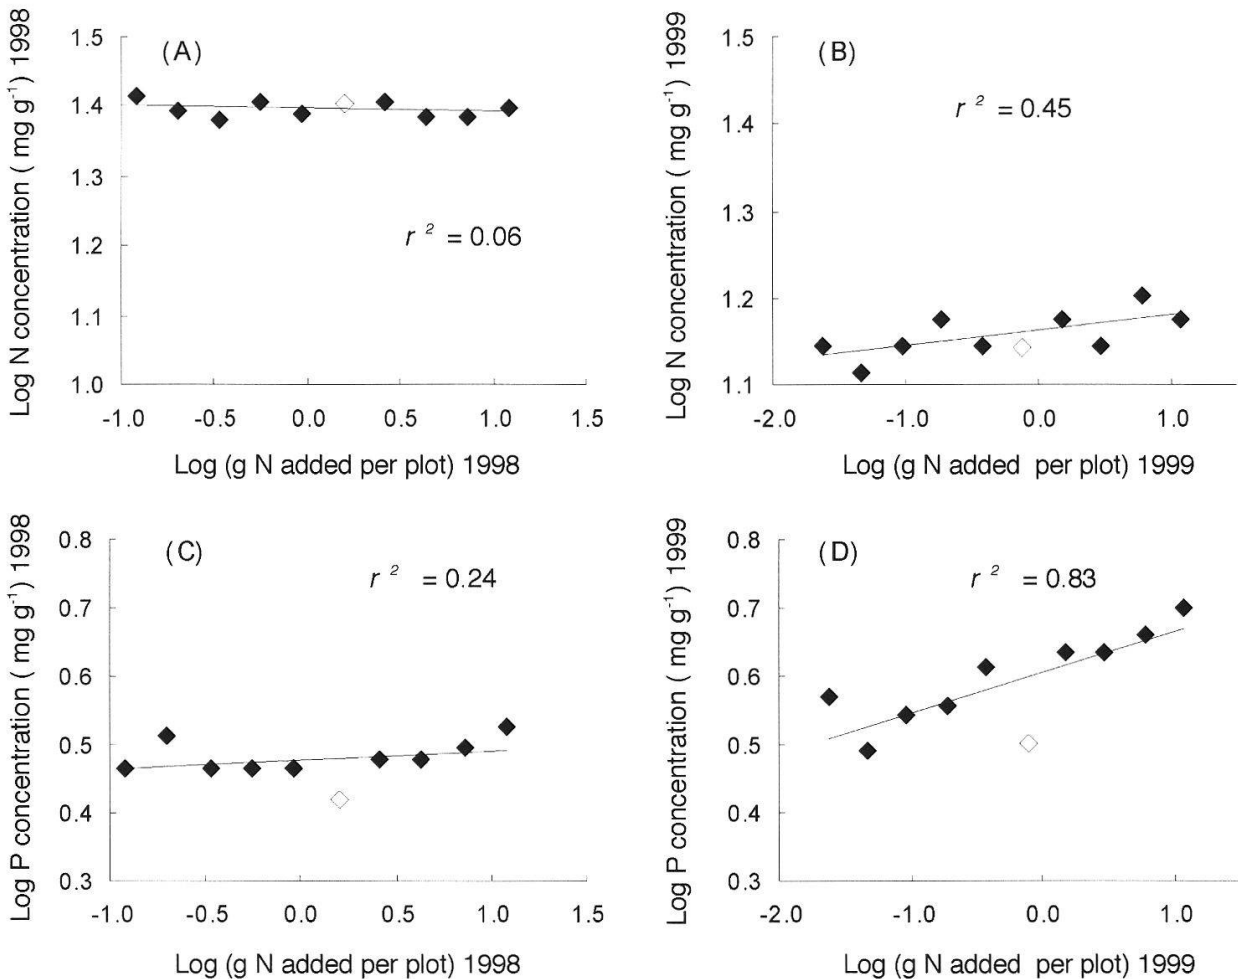 (A)
Log N concentration ( mg g⁻¹) 1998
1.5
1.4
1.3
1.2
1.1
1.0
r ² = 0.06
-1.0 -0.5 0.0 0.5 1.0 1.5
Log (g N added per plot) 1998
(B)
Log N concentration ( mg g⁻¹) 1999
1.5
1.4
1.3
1.2
1.1
r ² = 0.45
-2.0 -1.0 0.0 1.0
Log (g N added per plot) 1999
(C)
Log P concentration ( mg g⁻¹) 1998
0.8
0.7
0.6
0.5
0.4
0.3
r ² = 0.24
-1.0 -0.5 0.0 0.5 1.0 1.5
Log (g N added per plot) 1998
(D)
Log P concentration ( mg g⁻¹) 1999
0.8
0.7
0.6
0.5
0.4
0.3
r ² = 0.83
-2.0 -1.0 0.0 1.0
Log (g N added per plot) 1999